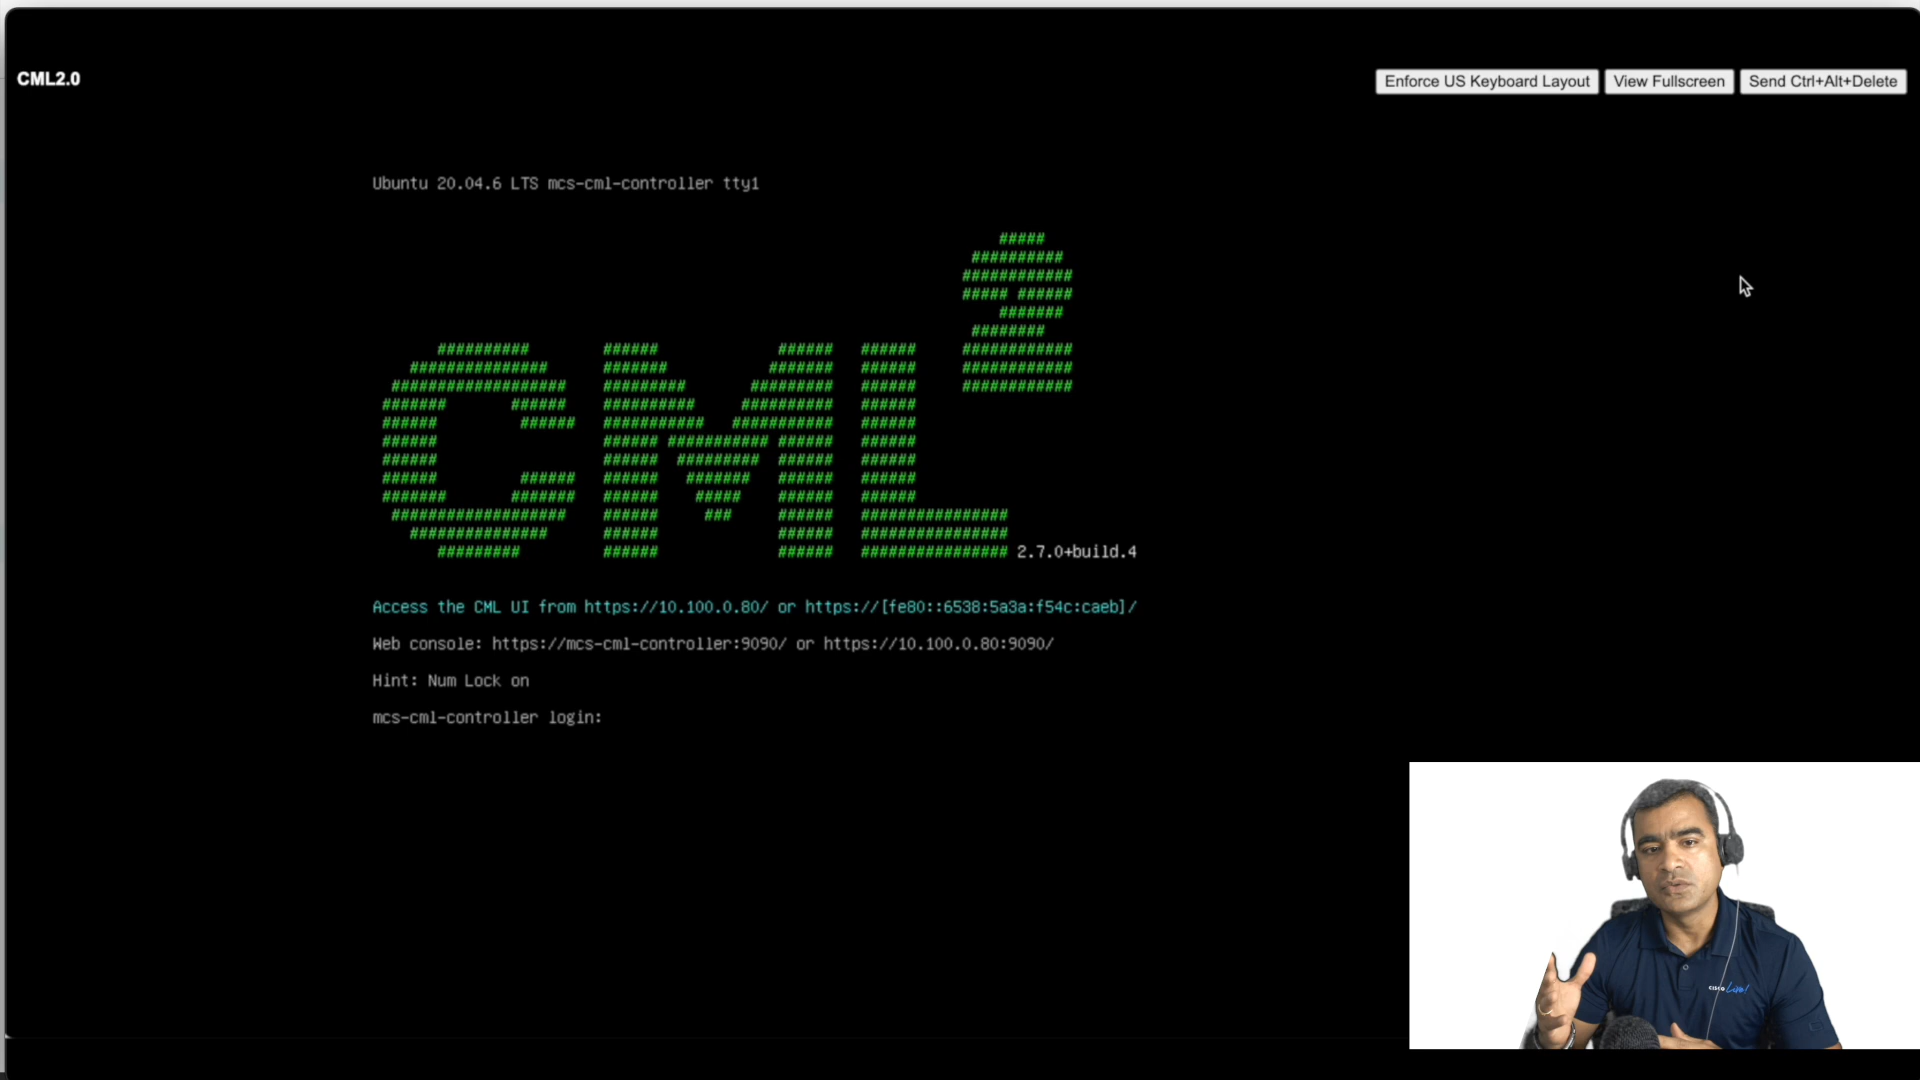 CML2.0
Enforce US Keyboard Layout View Fullscreen Send Ctrl+Alt+Delete
Ubuntu 20.04.6 LTS mcs-cml-controller tty1
CML2
2.7.0+build.4
Access the CML UI from https://10.100.0.80/ or https://[fe80::6538:5a3a:f54c:caeb]/
Web console: https://mcs-cml-controller:9090/ or https://10.100.0.80:9090/
Hint: Num Lock on
mcs-cml-controller login:
CISCO Live!